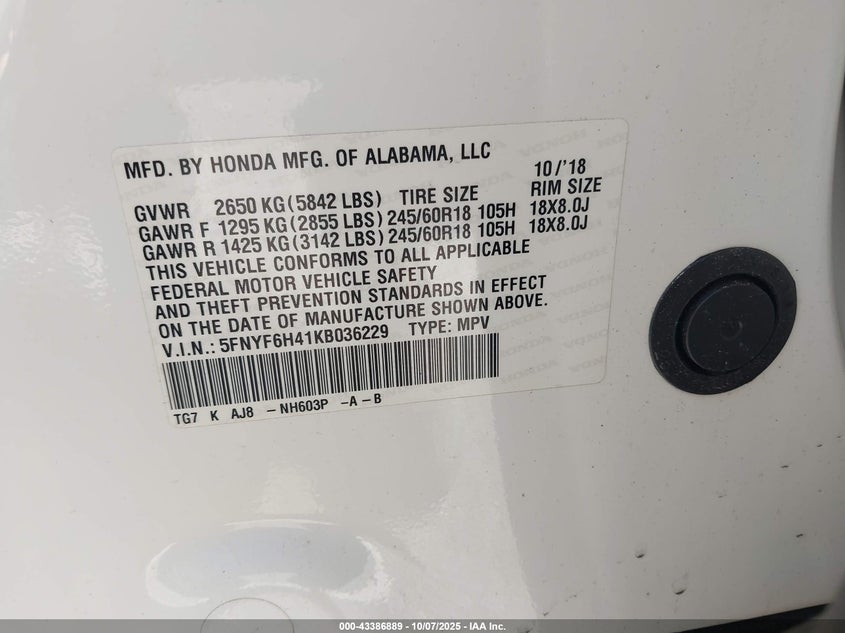 MFD. BY HONDA MFG. OF ALABAMA, LLC 10/'18
GVWR 2650 KG(5842 LBS) TIRE SIZE RIM SIZE
GAWR F 1295 KG(2855 LBS) 245/60R18 105H 18X8.0J
GAWR R 1425 KG(3142 LBS) 245/60R18 105H 18X8.0J
THIS VEHICLE CONFORMS TO ALL APPLICABLE
FEDERAL MOTOR VEHICLE SAFETY
AND THEFT PREVENTION STANDARDS IN EFFECT
ON THE DATE OF MANUFACTURE SHOWN ABOVE.
V.I.N.: 5FNYF6H41KB036229 TYPE: MPV
TG7 K AJ8 -NH603P -A-B
000-43386889 - 10/07/2025 - IAA Inc.